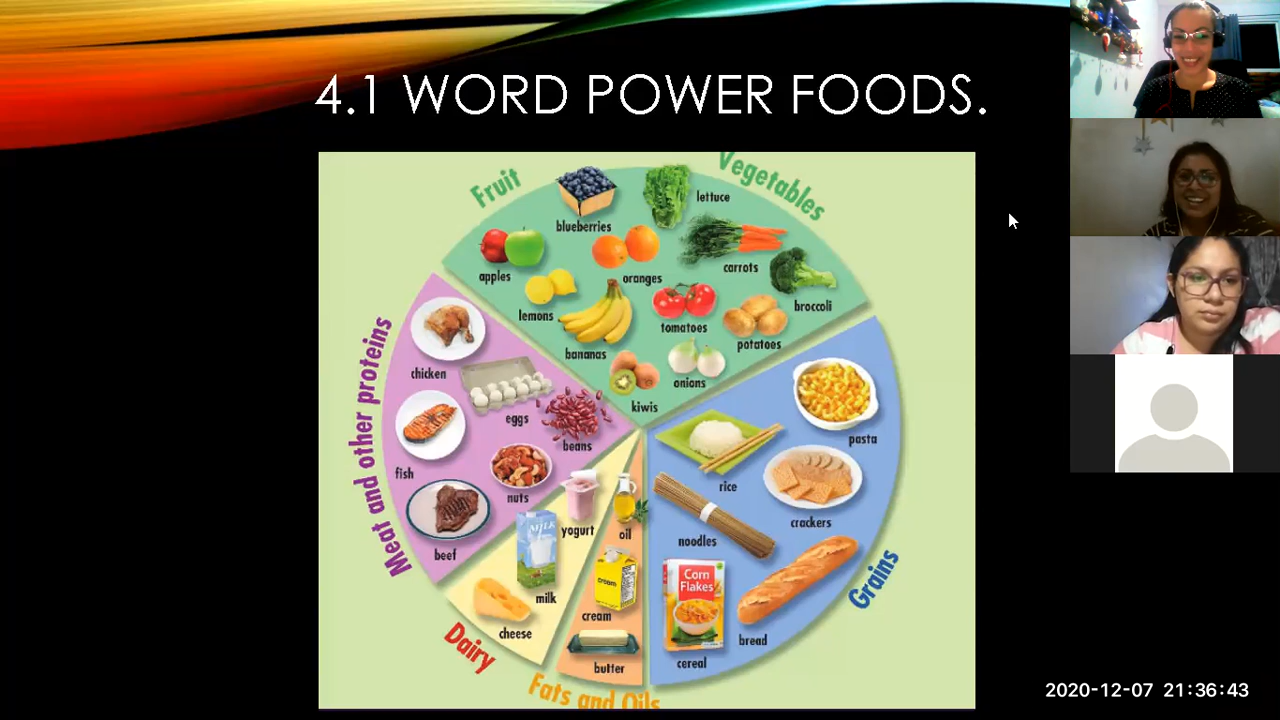 4.1 WORD POWER FOODS.
Fruit
Vegetables
blueberries
lettuce
apples
oranges
carrots
lemons
broccoli
bananas
tomatoes
potatoes
kiwis
onions
Meat and other proteins
chicken
eggs
beans
fish
nuts
beef
pasta
rice
crackers
noodles
Corn
Flakes
bread
cereal
Grains
yogurt
MILK
milk
cheese
Dairy
oil
cream
cream
butter
Fats and Oils
2020-12-07 21:36:43